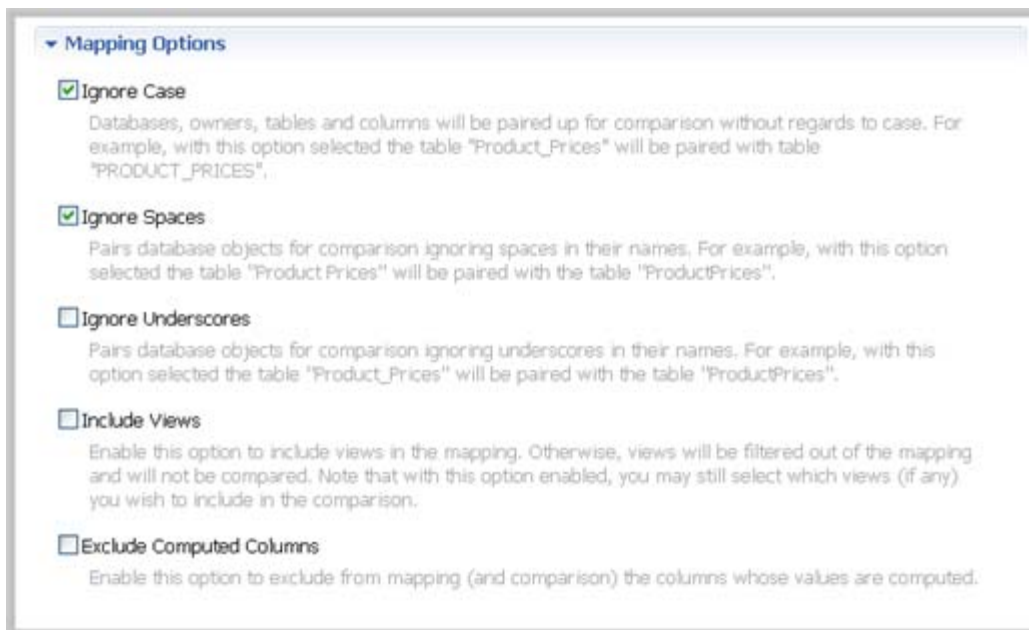 Mapping Options
Ignore Case
Databases, owners, tables and columns will be paired up for comparison without regards to case. For
example, with this option selected the table "Product_Prices" will be paired with table
"PRODUCT_PRICES".
Ignore Spaces
Pairs database objects for comparison ignoring spaces in their names. For example, with this option
selected the table "Product Prices" will be paired with the table "ProductPrices".
Ignore Underscores
Pairs database objects for comparison ignoring underscores in their names. For example, with this
option selected the table "Product_Prices" will be paired with the table "ProductPrices".
Include Views
Enable this option to include views in the mapping. Otherwise, views will be filtered out of the mapping
and will not be compared. Note that with this option enabled, you may still select which views (if any)
you wish to include in the comparison.
Exclude Computed Columns
Enable this option to exclude from mapping (and comparison) the columns whose values are computed.